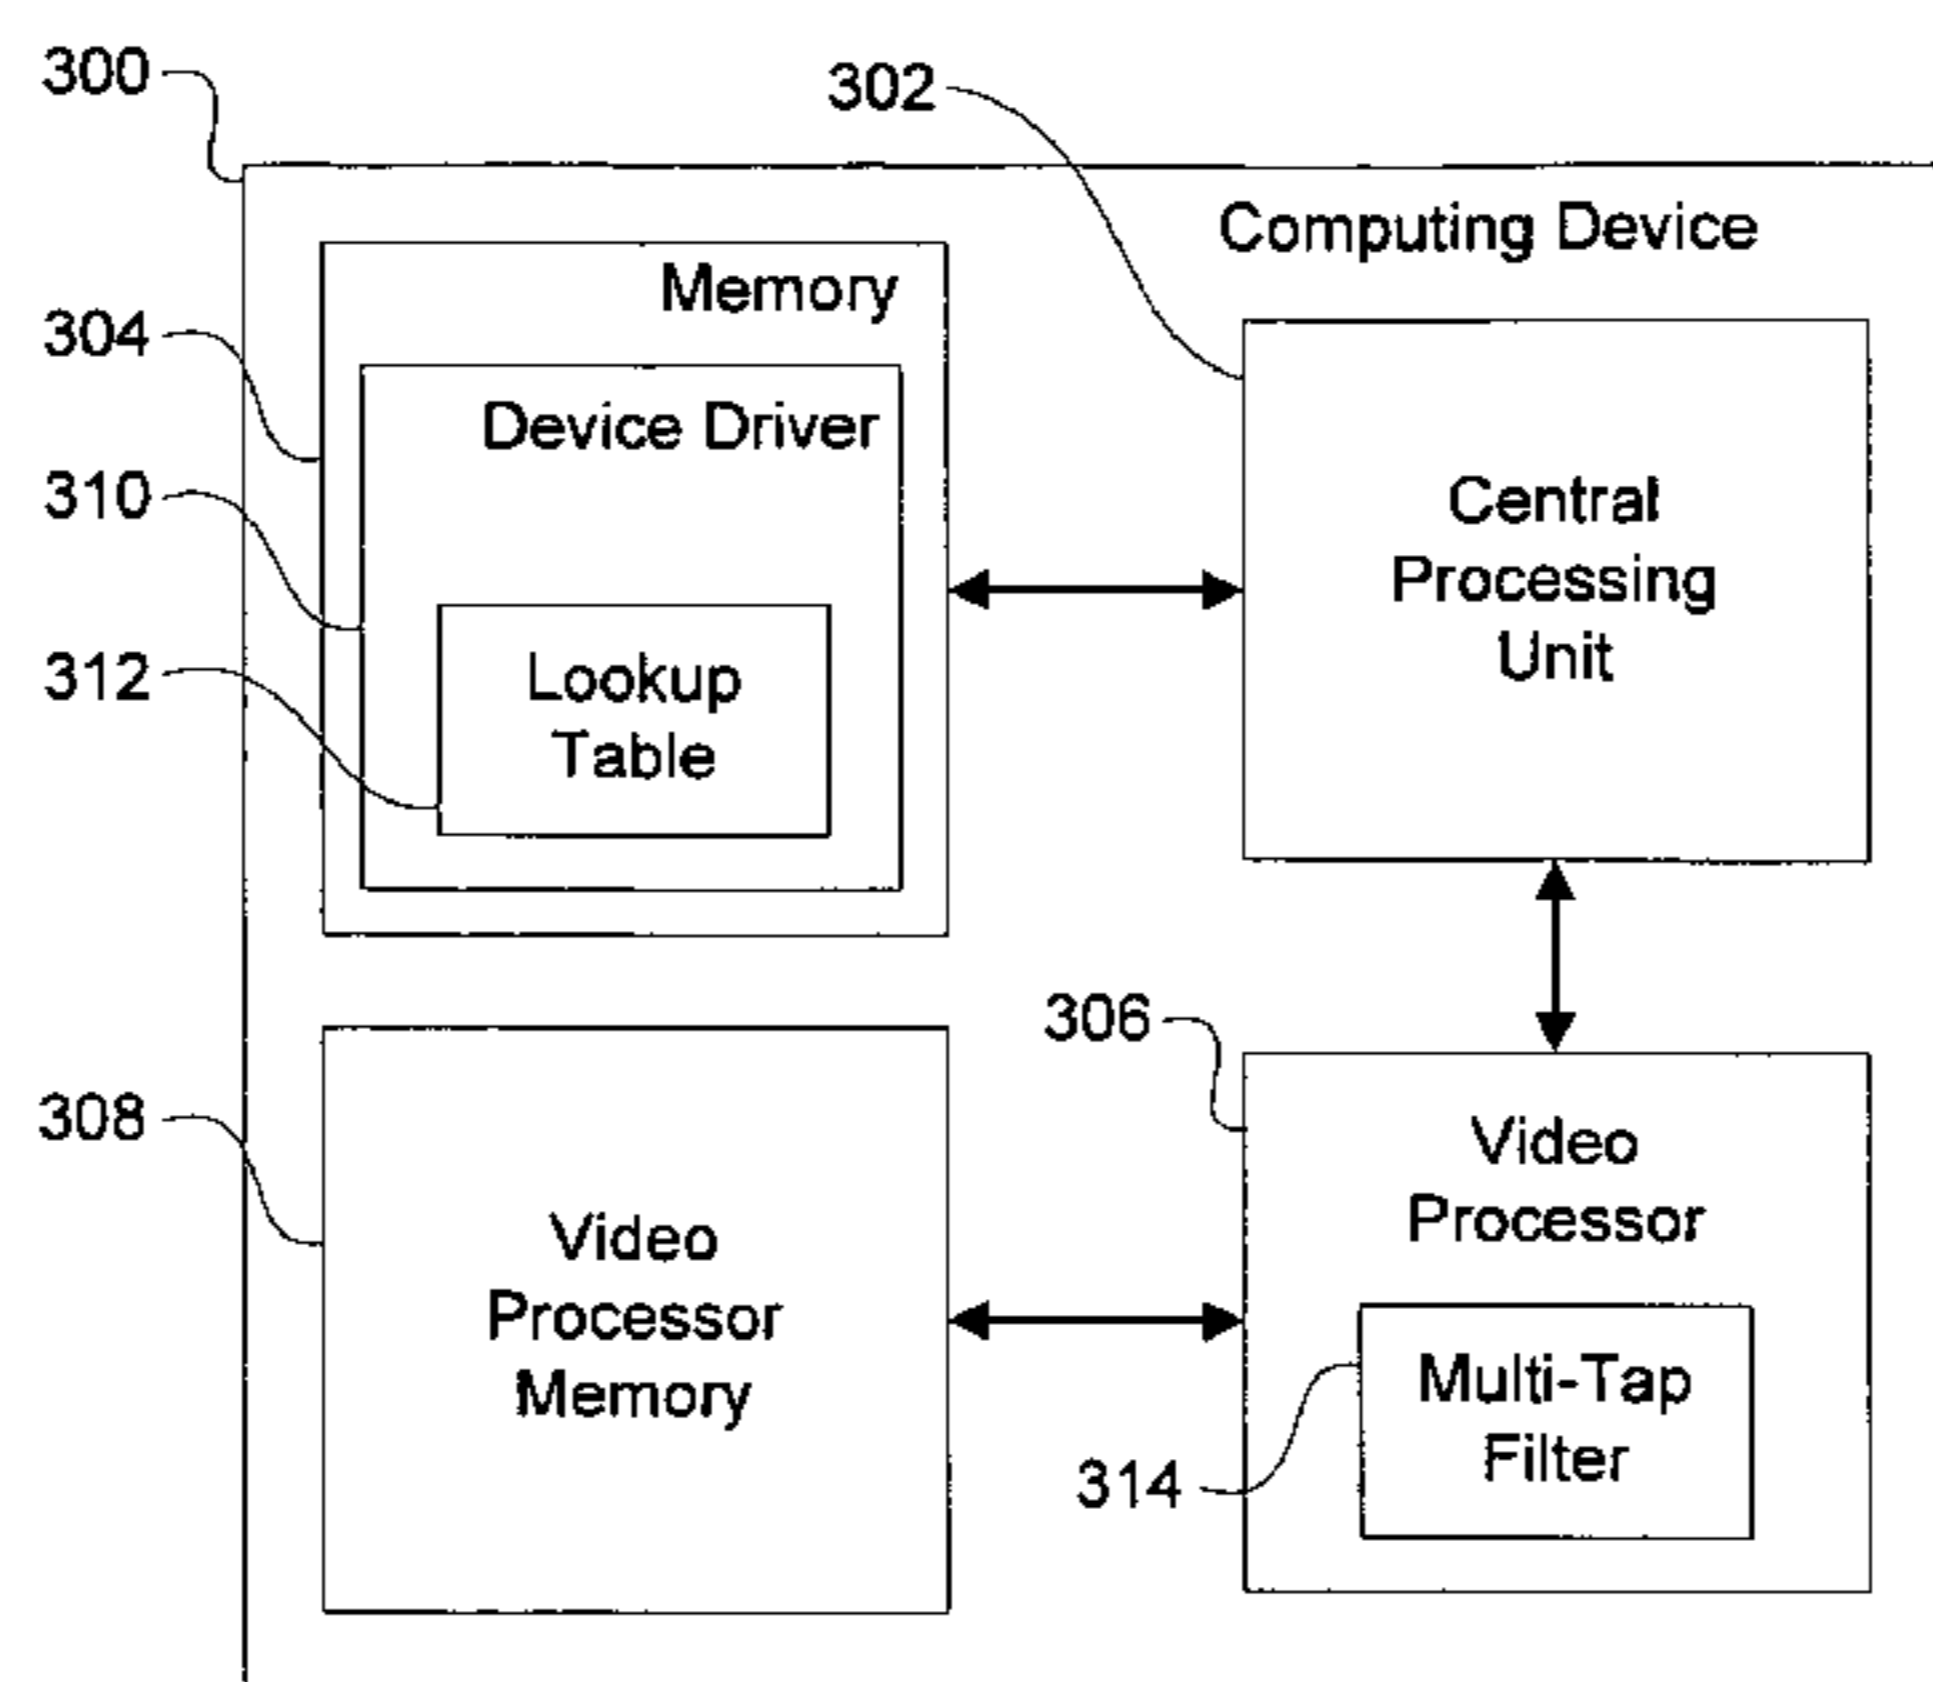 300
302
Computing Device
Memory
304
Device Driver
310
Central
Processing
Unit
312
Lookup
Table
306
308
Video
Processor
Video
Processor
Memory
Multi-Tap
Filter
314